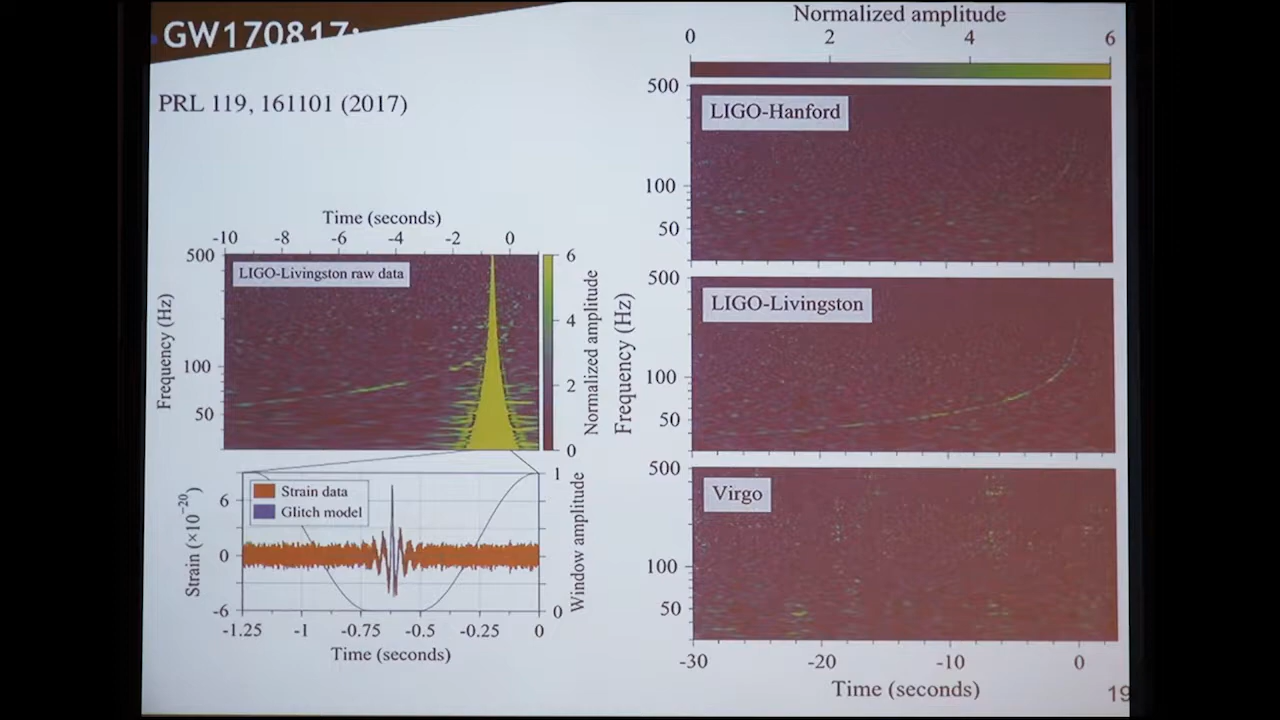 GW170817:
PRL 119, 161101 (2017)
Time (seconds)
-10 -8 -6 -4 -2 0
LIGO-Livingston raw data
500
100
50
Frequency (Hz)
6
4
2
0
Normalized amplitude
Strain data
Glitch model
6
0
-6
Strain (×10⁻²⁰)
1
0
Window amplitude
-1.25 -1 -0.75 -0.5 -0.25 0
Time (seconds)
Normalized amplitude
0 2 4 6
LIGO-Hanford
500
100
50
LIGO-Livingston
500
100
50
Frequency (Hz)
Virgo
500
100
50
-30 -20 -10 0
Time (seconds)
19